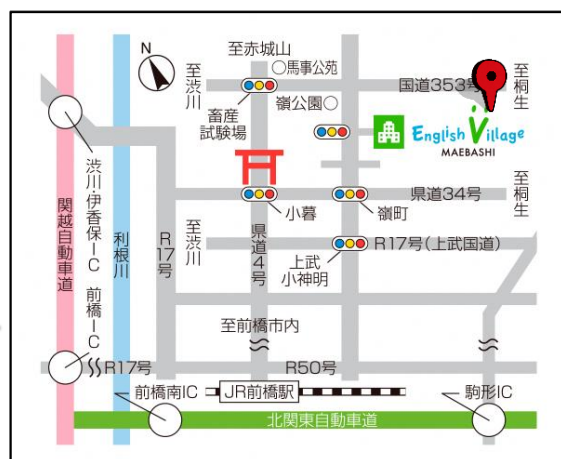 N
至赤城山
○馬事公苑
至渋川
国道353号
至桐生
畜産
試験場
嶺公園○
English Village
MAEBASHI
小暮
嶺町
県道34号
至桐生
渋川・伊香保IC
関越自動車道
利根川
R17号
至渋川
県道4号
上武
小神明
R17号(上武国道)
前橋IC
至前橋市内
R17号
R50号
前橋南IC
JR前橋駅
駒形IC
北関東自動車道